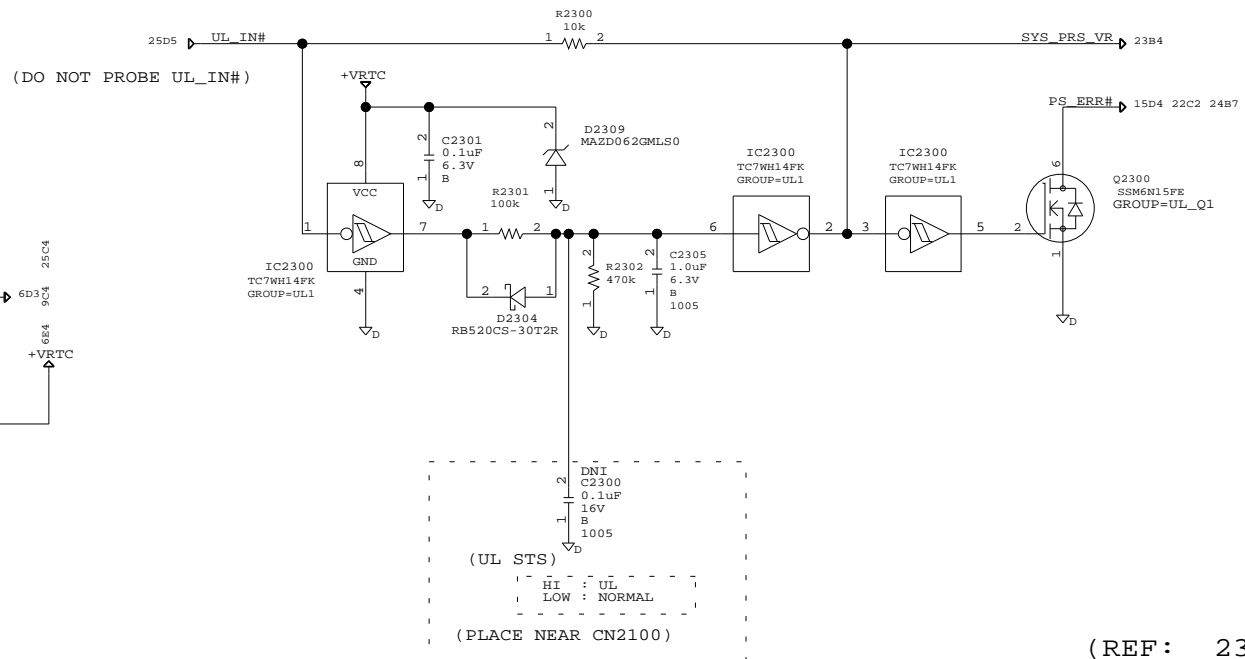 R2300
10k
25D5 UL_IN# 1 2 SYS_PRS_VR 23B4
(DO NOT PROBE UL_IN#)
+VRTC
PS_ERR# 15D4 22C2 24B7
2
C2301
0.1uF
6.3V
B
1
D
2
D2309
MAZD062GMLS0
1
D
8
VCC
R2301
100k
1 7 1 2
GND
4
D
IC2300
TC7WH14FK
GROUP=UL1
2 1
D2304
RB520CS-30T2R
2
R2302
470k
1
D
2
C2305
1.0uF
6.3V
B
1005
1
D
IC2300
TC7WH14FK
GROUP=UL1
6 2
IC2300
TC7WH14FK
GROUP=UL1
3 5
6
Q2300
SSM6N15FE
GROUP=UL_Q1
2
1
D
6D3
6E4 9C4 25C4
+VRTC
DNI
2
C2300
0.1uF
16V
1
B
1005
D
(UL STS)
HI : UL
LOW : NORMAL
(PLACE NEAR CN2100)
(REF: 23